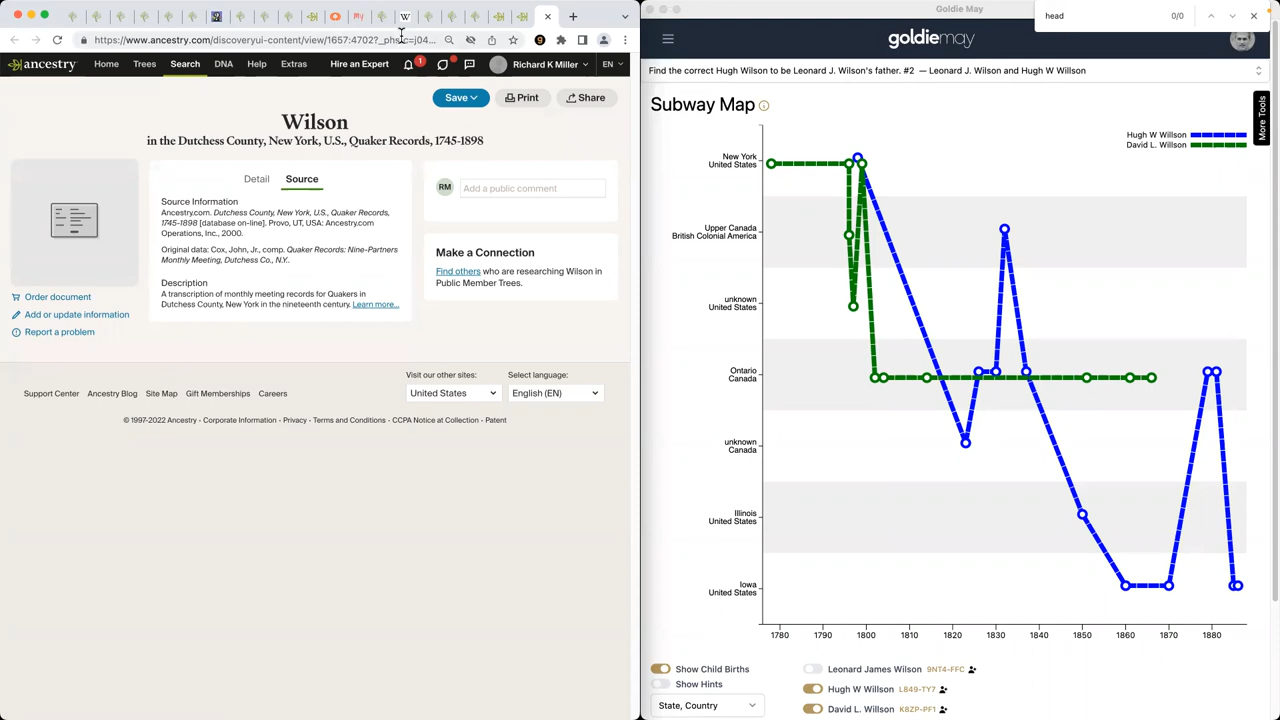 https://www.ancestry.com/discoveryui-content/view/1657:4702?_phsrc=j04...
ancestry Home Trees Search DNA Help Extras Hire an Expert 1 Richard K Miller EN
Save Print Share
Wilson
in the Dutchess County, New York, U.S., Quaker Records, 1745-1898
Detail Source
Source Information
Ancestry.com. Dutchess County, New York, U.S., Quaker Records,
1745-1898 [database on-line]. Provo, UT, USA: Ancestry.com
Operations, Inc., 2000.
Original data: Cox, John, Jr., comp. Quaker Records: Nine-Partners
Monthly Meeting, Dutchess Co., N.Y..
Description
A transcription of monthly meeting records for Quakers in
Dutchess County, New York in the nineteenth century. Learn more...
RM Add a public comment
Make a Connection
Find others who are researching Wilson in
Public Member Trees.
Order document
Add or update information
Report a problem
Visit our other sites: Select language:
United States English (EN)
Support Center Ancestry Blog Site Map Gift Memberships Careers
© 1997-2022 Ancestry · Corporate Information · Privacy · Terms and Conditions · CCPA Notice at Collection · Patent
Goldie May
head 0/0
goldiemay
Find the correct Hugh Wilson to be Leonard J. Wilson's father. #2 — Leonard J. Wilson and Hugh W Willson
More Tools
Subway Map
Hugh W Willson
David L. Willson
New York
United States
Upper Canada
British Colonial America
unknown
United States
Ontario
Canada
unknown
Canada
Illinois
United States
Iowa
United States
1780 1790 1800 1810 1820 1830 1840 1850 1860 1870 1880
Show Child Births
Show Hints
State, Country
Leonard James Wilson 9NT4-FFC
Hugh W Willson L849-TY7
David L. Willson K8ZP-PF1